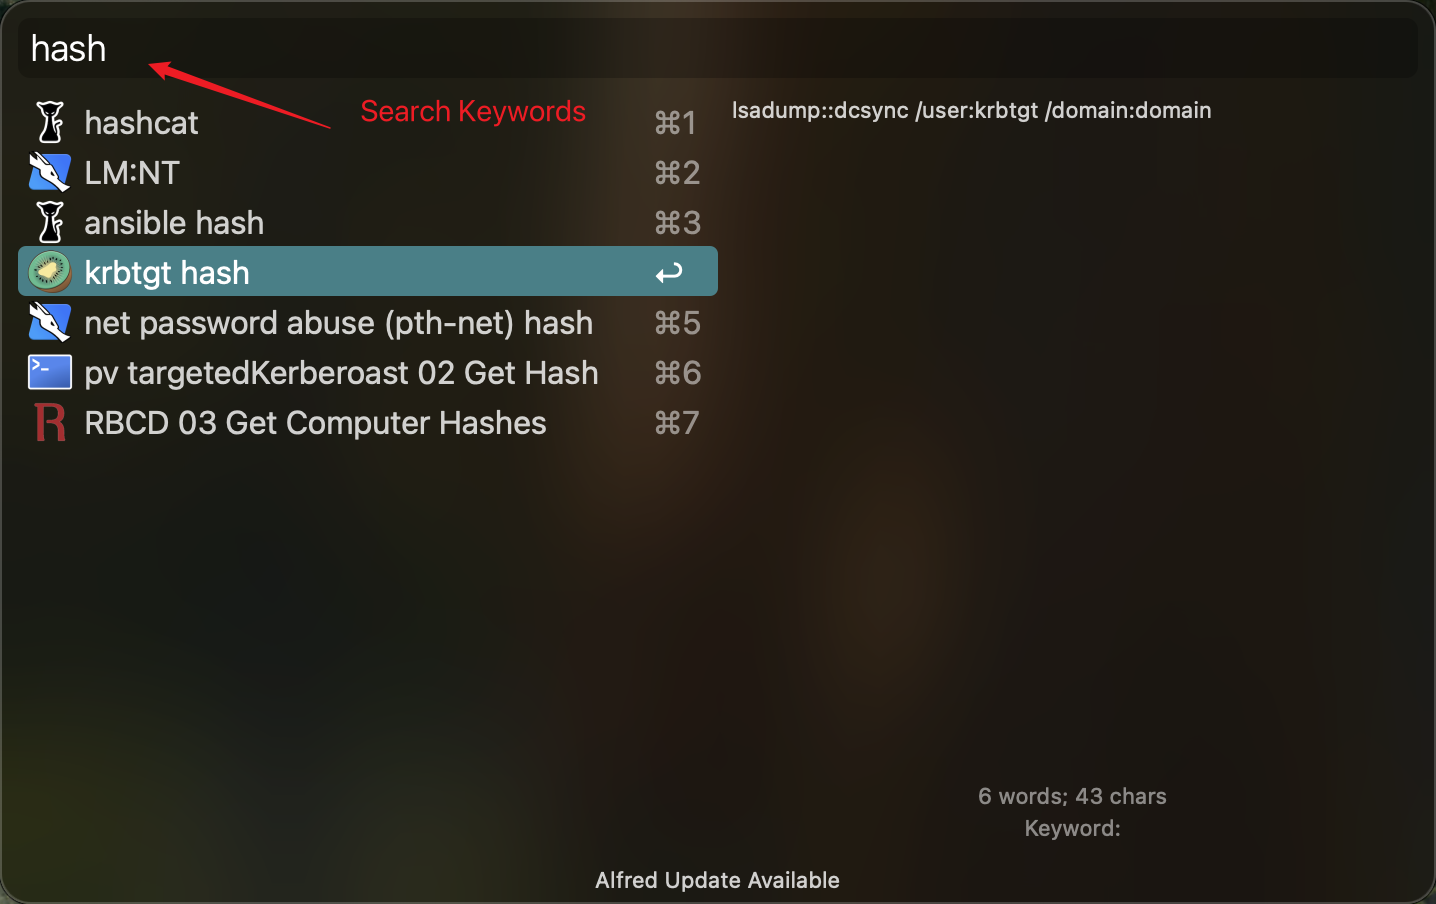 hash
Search Keywords
hashcat ⌘1
LM:NT ⌘2
ansible hash ⌘3
krbtgt hash
net password abuse (pth-net) hash ⌘5
pv targetedKerberoast 02 Get Hash ⌘6
R RBCD 03 Get Computer Hashes ⌘7
lsadump::dcsync /user:krbtgt /domain:domain
6 words; 43 chars
Keyword:
Alfred Update Available